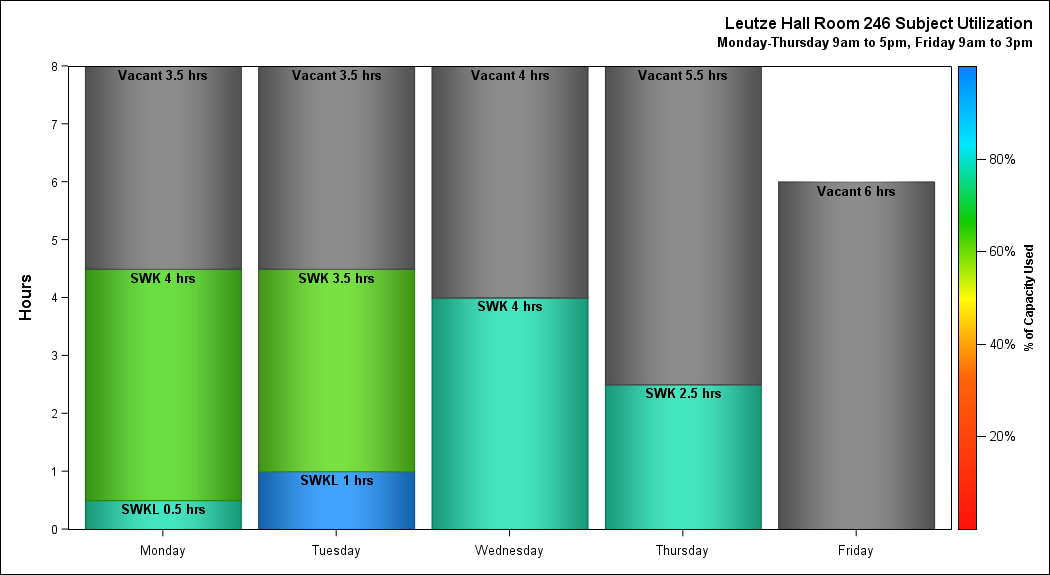 Leutze Hall Room 246 Subject Utilization
Monday-Thursday 9am to 5pm, Friday 9am to 3pm
8
7
6
5
4
3
2
1
0
Hours
Vacant 3.5 hrs
SWK 4 hrs
SWKL 0.5 hrs
Vacant 3.5 hrs
SWK 3.5 hrs
SWKL 1 hrs
Vacant 4 hrs
SWK 4 hrs
Vacant 5.5 hrs
SWK 2.5 hrs
Vacant 6 hrs
Monday
Tuesday
Wednesday
Thursday
Friday
80%
60%
40%
20%
% of Capacity Used